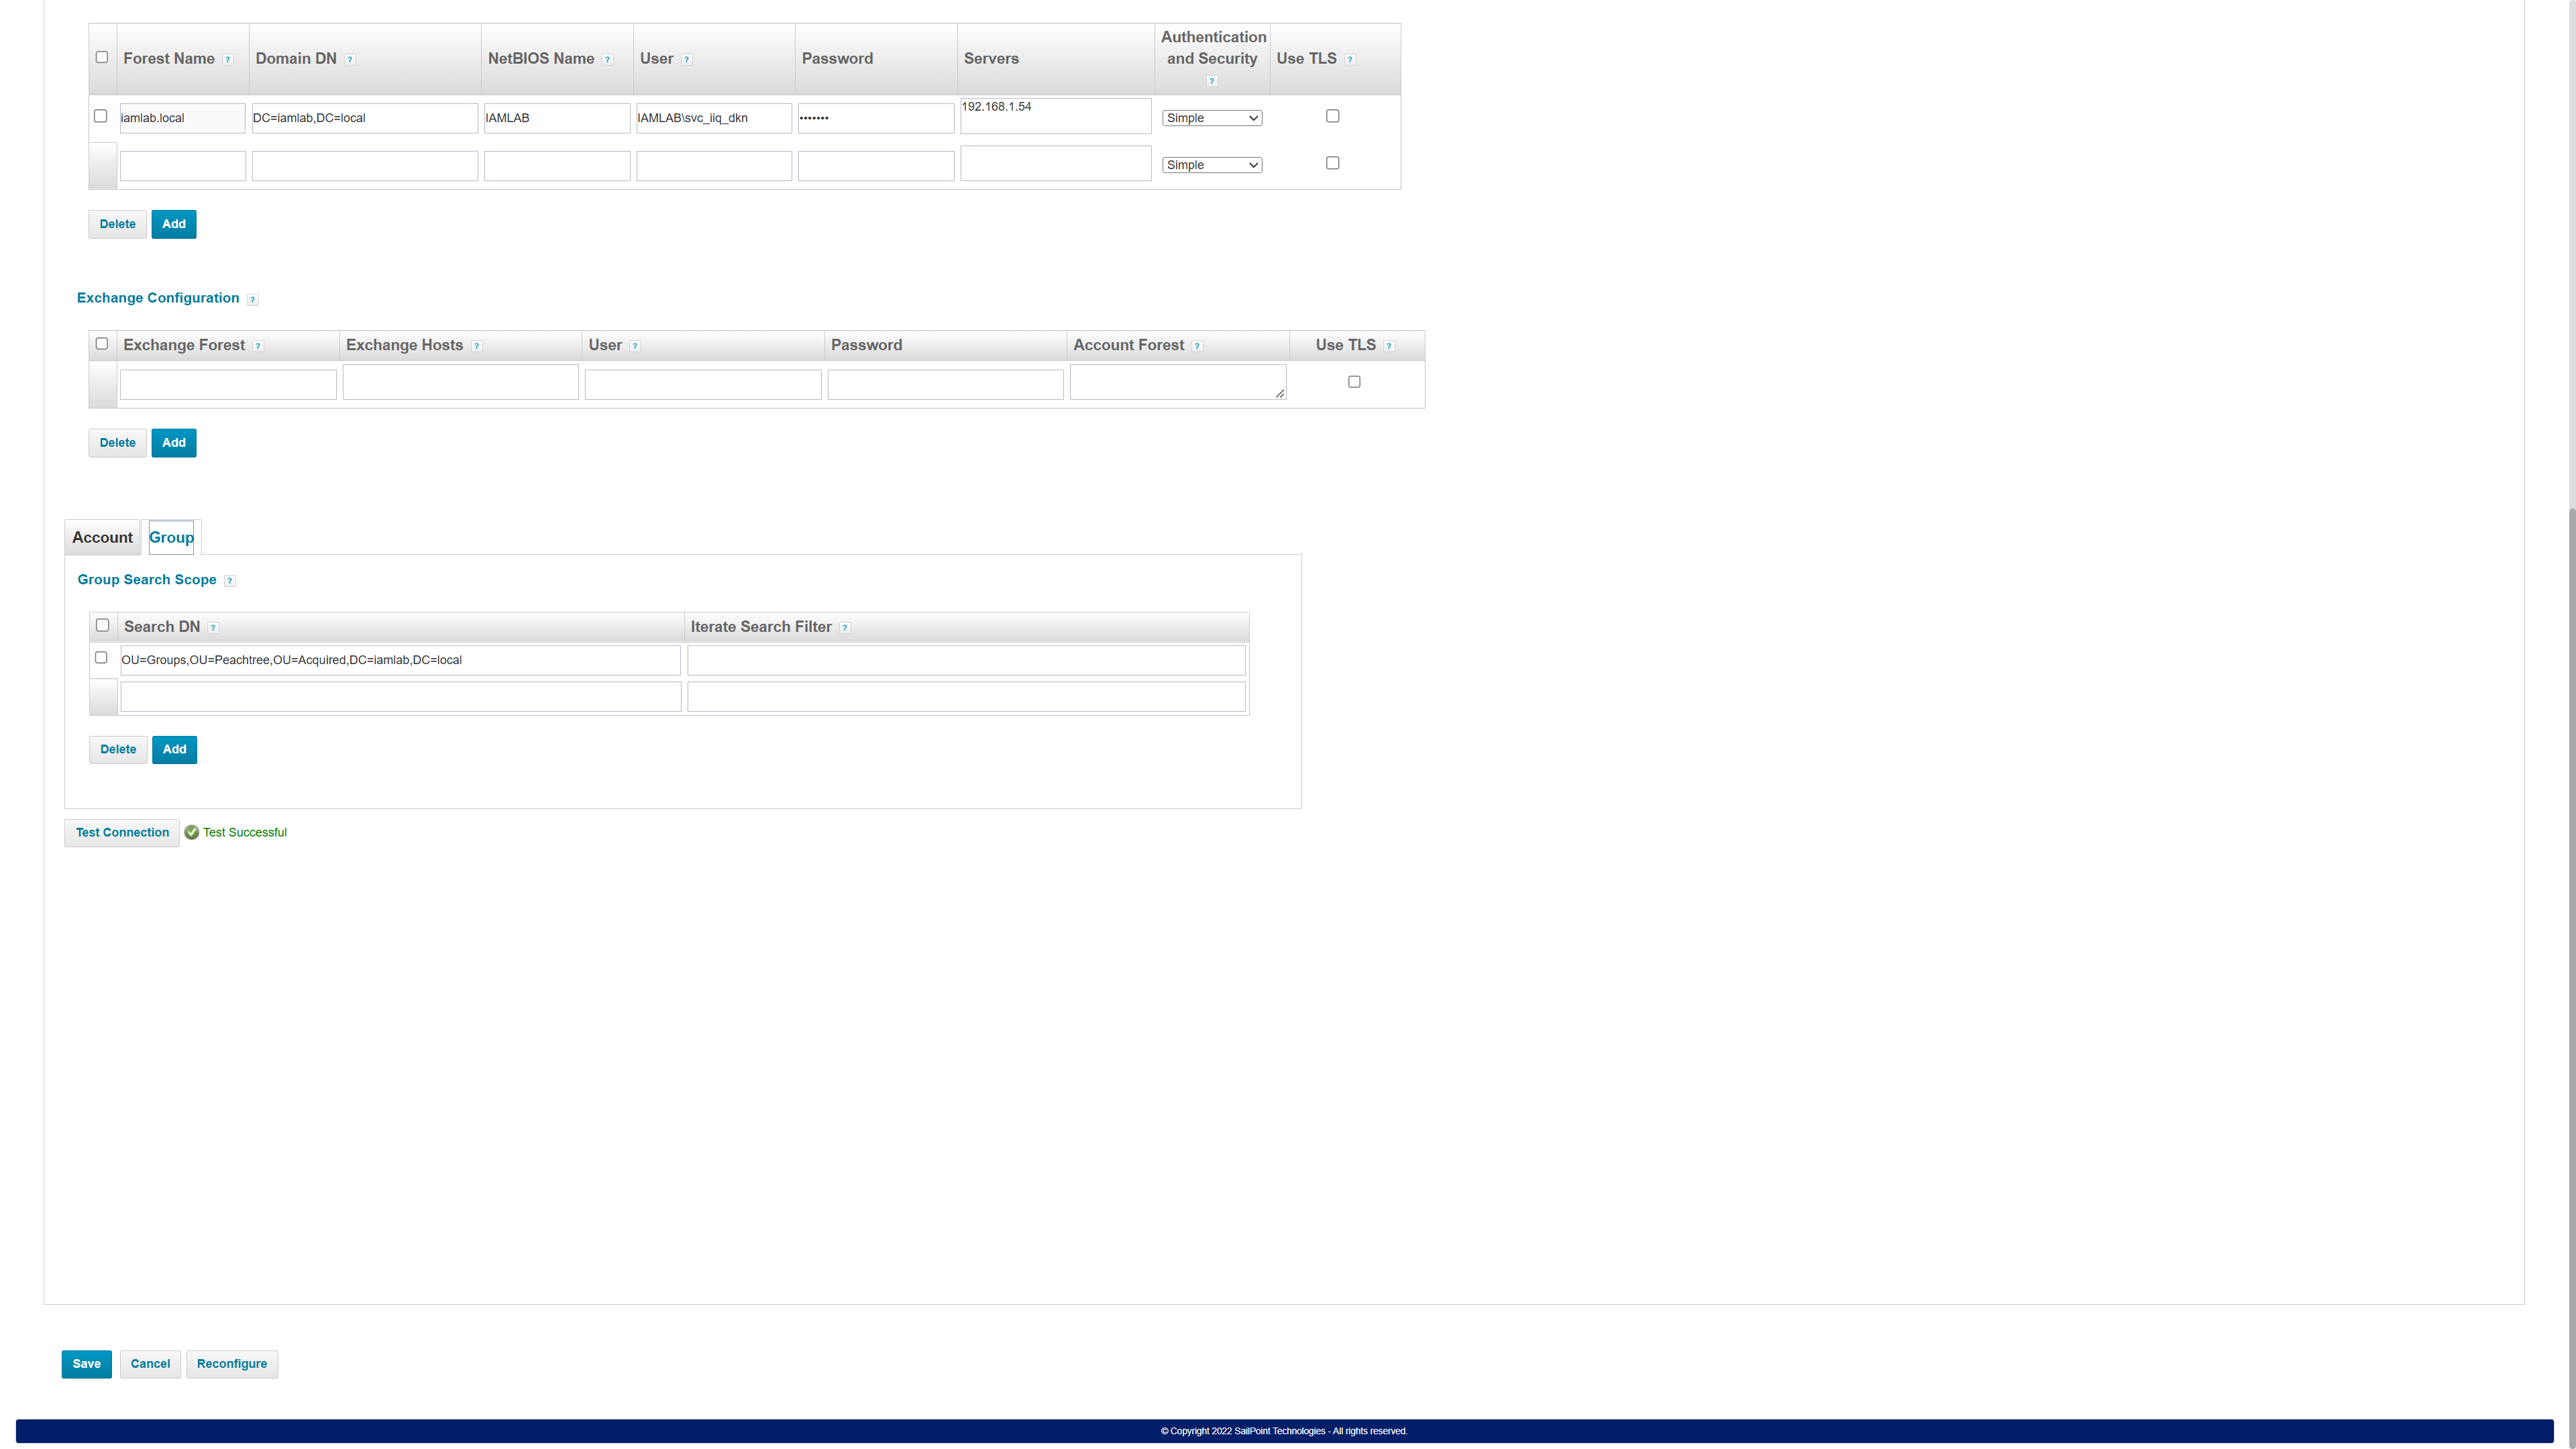 Forest Name ? Domain DN ? NetBIOS Name ? User ? Password Servers Authentication and Security ? Use TLS ?
iamlab.local DC=iamlab,DC=local IAMLAB IAMLAB\svc_iiq_dkn ••••••• 192.168.1.54 Simple
Simple
Delete Add
Exchange Configuration ?
Exchange Forest ? Exchange Hosts ? User ? Password Account Forest ? Use TLS ?
Delete Add
Account Group
Group Search Scope ?
Search DN ? Iterate Search Filter ?
OU=Groups,OU=Peachtree,OU=Acquired,DC=iamlab,DC=local
Delete Add
Test Connection Test Successful
Save Cancel Reconfigure
© Copyright 2022 SailPoint Technologies - All rights reserved.